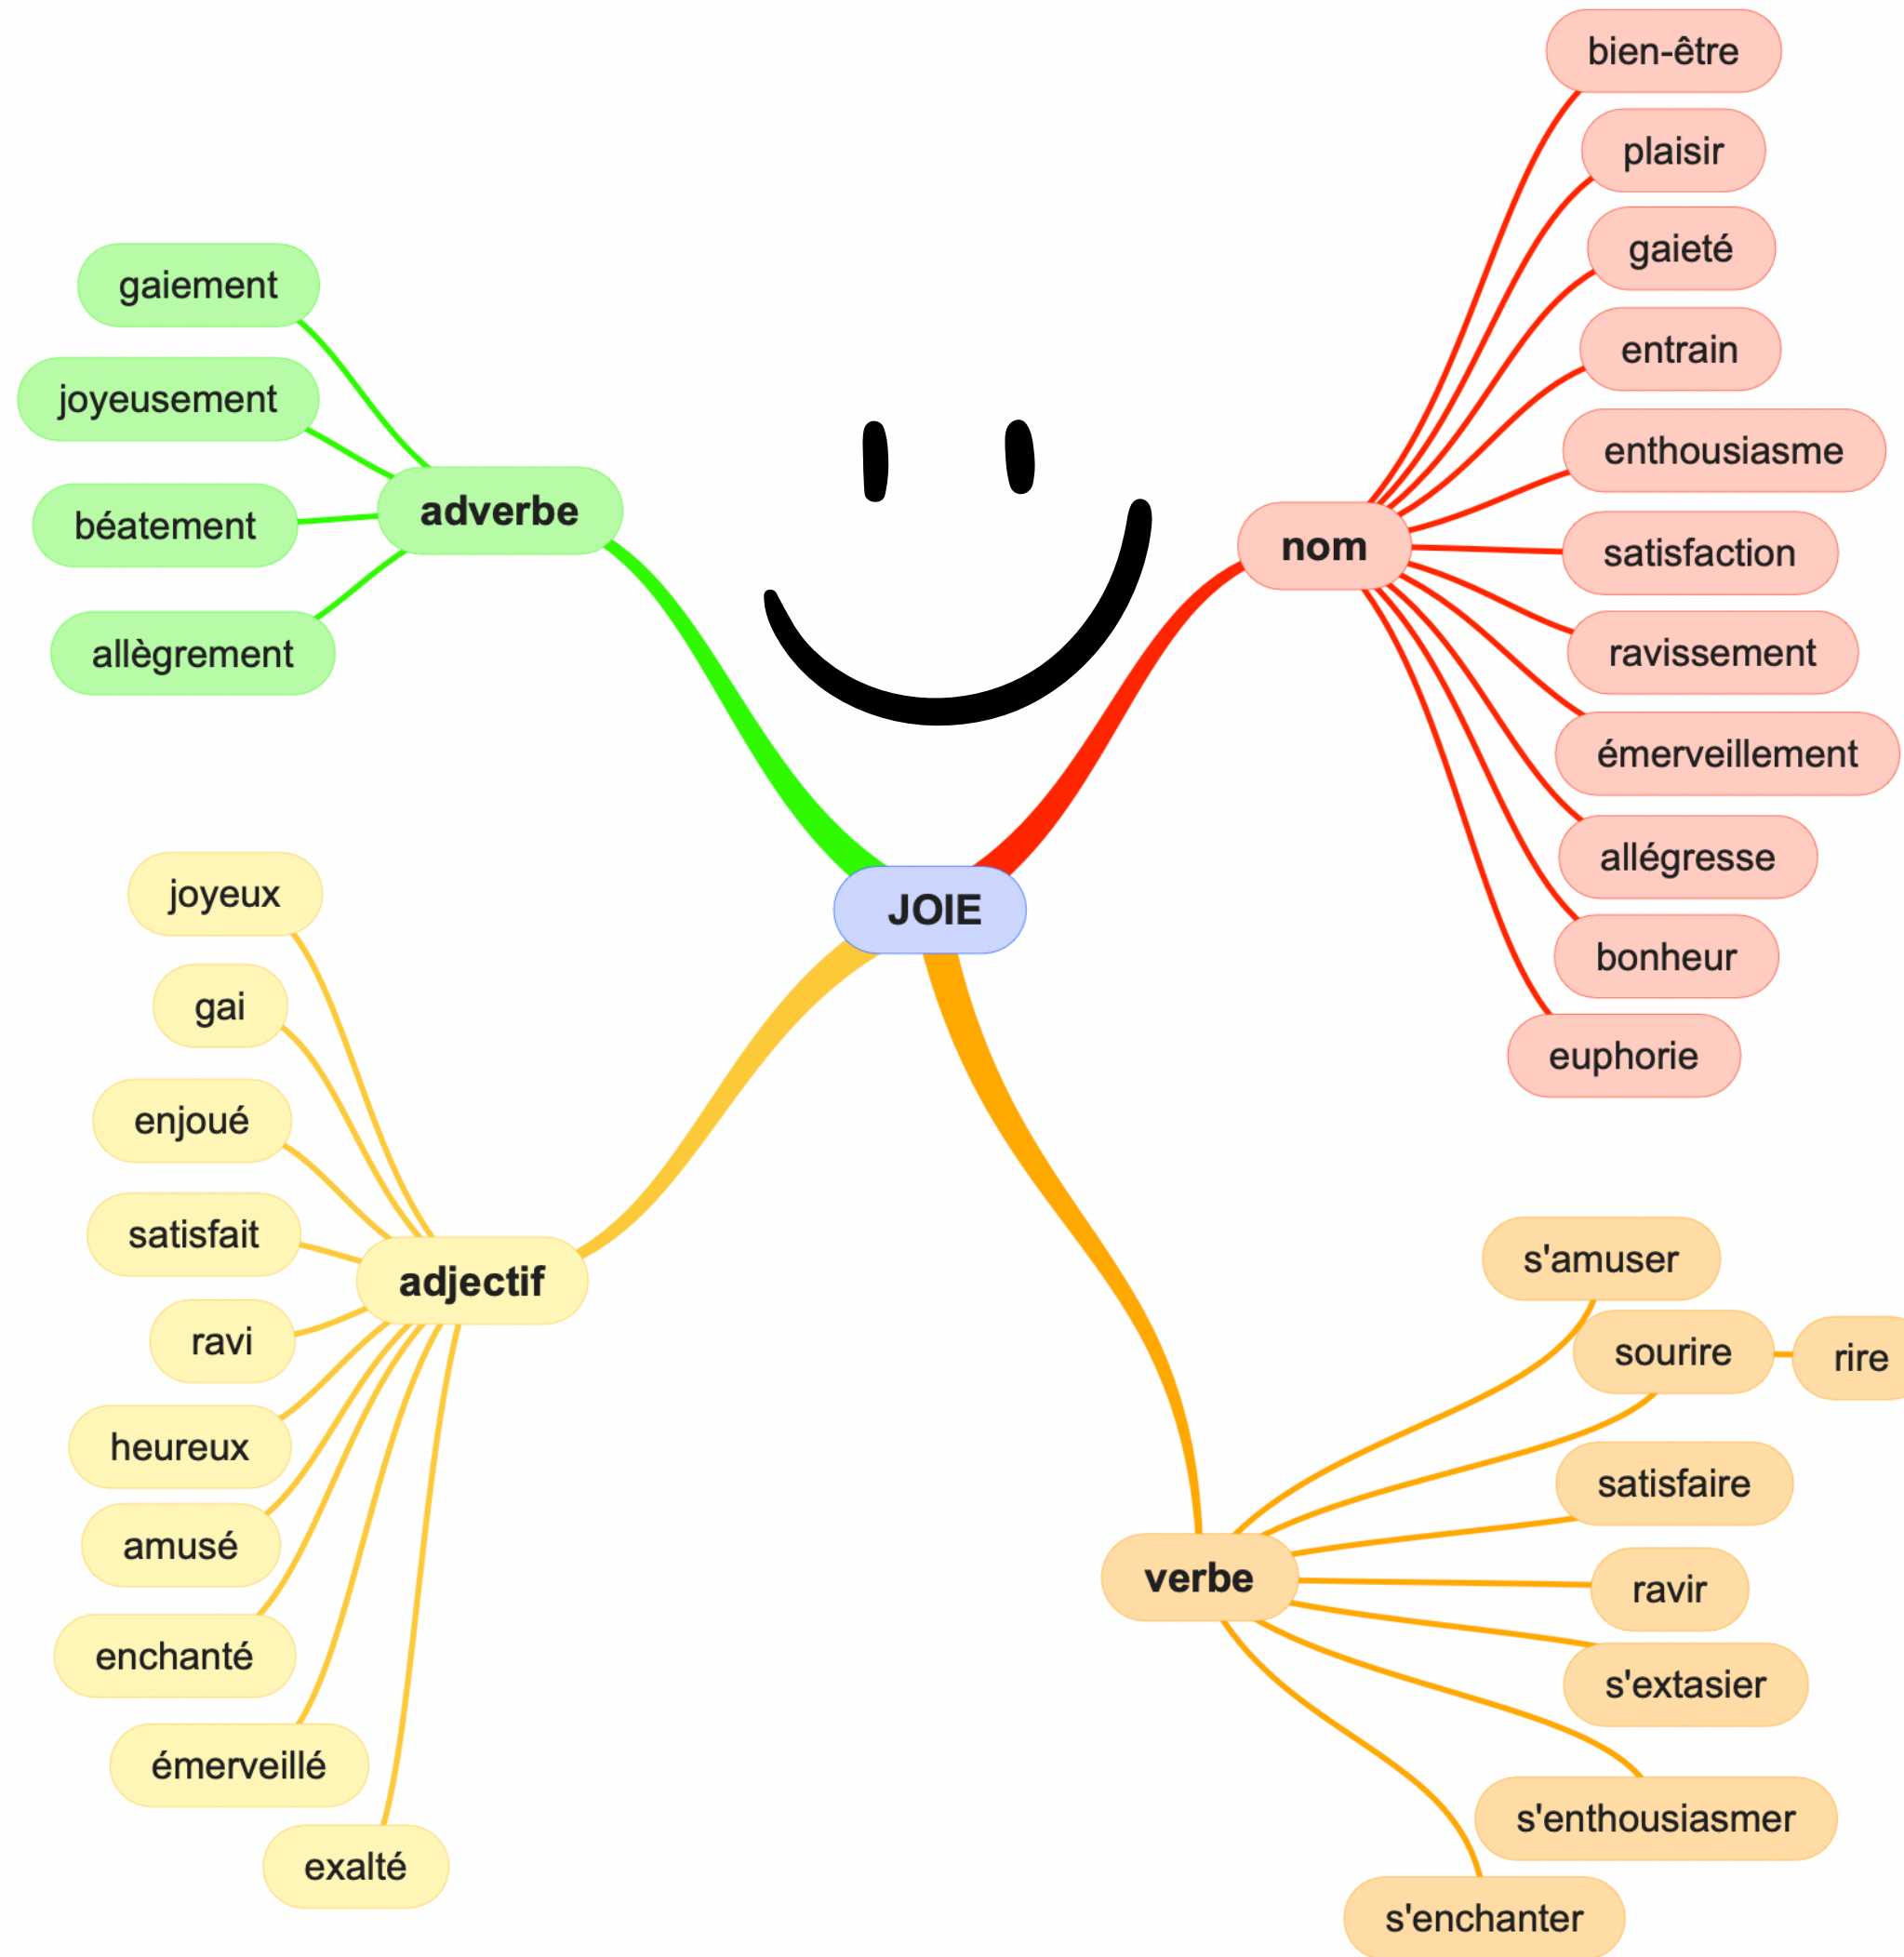 JOIE
adverbe
gaiement
joyeusement
béatement
allègrement
nom
bien-être
plaisir
gaieté
entrain
enthousiasme
satisfaction
ravissement
émerveillement
allégresse
bonheur
euphorie
adjectif
joyeux
gai
enjoué
satisfait
ravi
heureux
amusé
enchanté
émerveillé
exalté
verbe
s'amuser
sourire
rire
satisfaire
ravir
s'extasier
s'enthousiasmer
s'enchanter